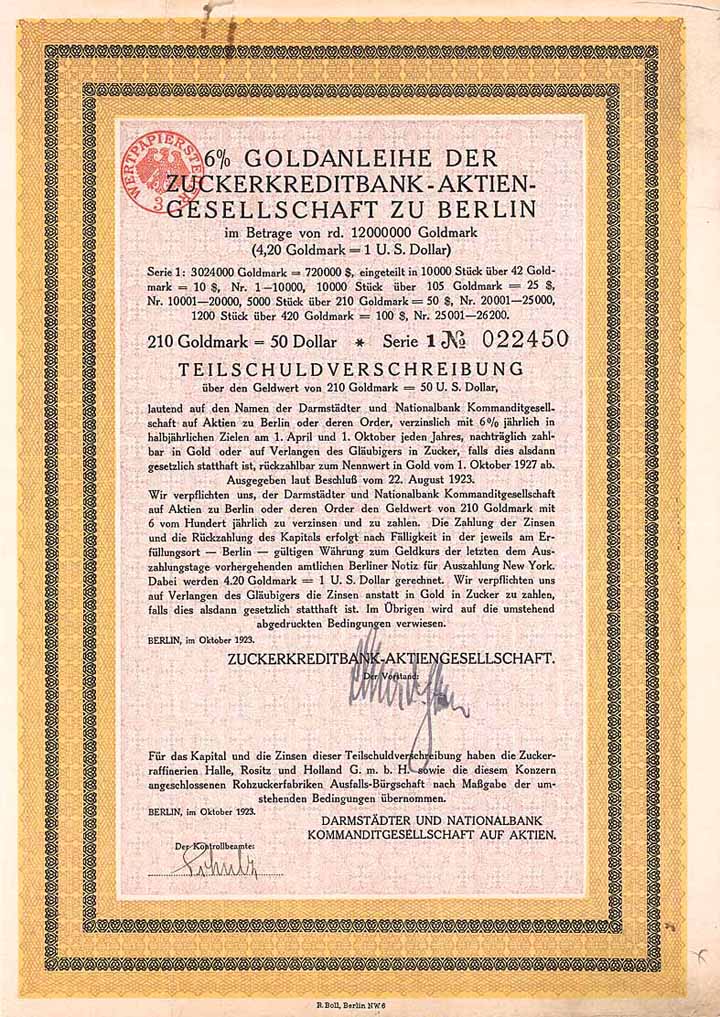 WERTPAPIERSTEUER
3
6% GOLDANLEIHE DER
ZUCKERKREDITBANK-AKTIEN-
GESELLSCHAFT ZU BERLIN
im Betrage von rd. 12000000 Goldmark
(4,20 Goldmark = 1 U. S. Dollar)
Serie 1: 3024000 Goldmark = 720000 $, eingeteilt in 10000 Stück über 42 Gold-
mark = 10 $, Nr. 1—10000, 10000 Stück über 105 Goldmark = 25 $,
Nr. 10001—20000, 5000 Stück über 210 Goldmark = 50 $, Nr. 20001—25000,
1200 Stück über 420 Goldmark = 100 $, Nr. 25001—26200.
210 Goldmark = 50 Dollar * Serie 1 № 022450
TEILSCHULDVERSCHREIBUNG
über den Geldwert von 210 Goldmark = 50 U. S. Dollar,
lautend auf den Namen der Darmstädter und Nationalbank Kommanditgesell-
schaft auf Aktien zu Berlin oder deren Order, verzinslich mit 6% jährlich in
halbjährlichen Zielen am 1. April und 1. Oktober jeden Jahres, nachträglich zahl-
bar in Gold oder auf Verlangen des Gläubigers in Zucker, falls dies alsdann
gesetzlich statthaft ist, rückzahlbar zum Nennwert in Gold vom 1. Oktober 1927 ab.
Ausgegeben laut Beschluß vom 22. August 1923.
Wir verpflichten uns, der Darmstädter und Nationalbank Kommanditgesellschaft
auf Aktien zu Berlin oder deren Order den Geldwert von 210 Goldmark mit
6 vom Hundert jährlich zu verzinsen und zu zahlen. Die Zahlung der Zinsen
und die Rückzahlung des Kapitals erfolgt nach Fälligkeit in der jeweils am Er-
füllungsort — Berlin — gültigen Währung zum Geldkurs der letzten dem Aus-
zahlungstage vorhergehenden amtlichen Berliner Notiz für Auszahlung New York.
Dabei werden 4.20 Goldmark = 1 U. S. Dollar gerechnet. Wir verpflichten uns
auf Verlangen des Gläubigers die Zinsen anstatt in Gold in Zucker zu zahlen,
falls dies alsdann gesetzlich statthaft ist. Im Übrigen wird auf die umstehend
abgedruckten Bedingungen verwiesen.
BERLIN, im Oktober 1923.
ZUCKERKREDITBANK-AKTIENGESELLSCHAFT.
Der Vorstand:
Für das Kapital und die Zinsen dieser Teilschuldverschreibung haben die Zucker-
raffinerien Halle, Rositz und Holland G. m. b. H. sowie die diesem Konzern
angeschlossenen Rohzuckerfabriken Ausfalls-Bürgschaft nach Maßgabe der um-
stehenden Bedingungen übernommen.
BERLIN, im Oktober 1923.
DARMSTÄDTER UND NATIONALBANK
KOMMANDITGESELLSCHAFT AUF AKTIEN.
Der Kontrollbeamte:
Schulz
R. Boll, Berlin NW.6